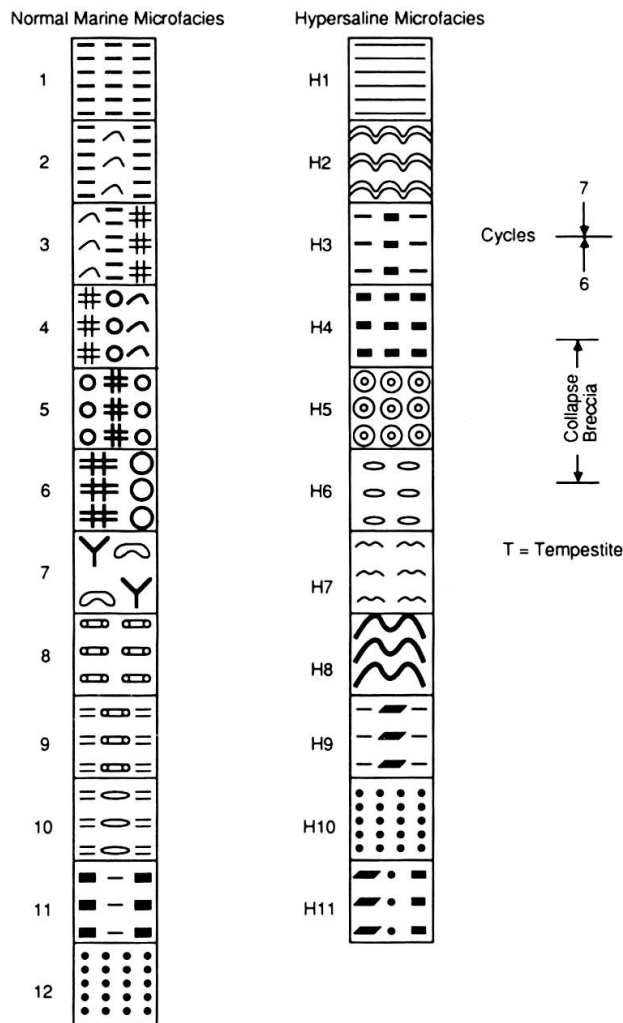 Normal Marine Microfacies
1
2
3
4
5
6
7
8
9
10
11
12
Hypersaline Microfacies
H1
H2
H3
H4
H5
H6
H7
H8
H9
H10
H11
7
Cycles
6
Collapse
Breccia
T = Tempestite